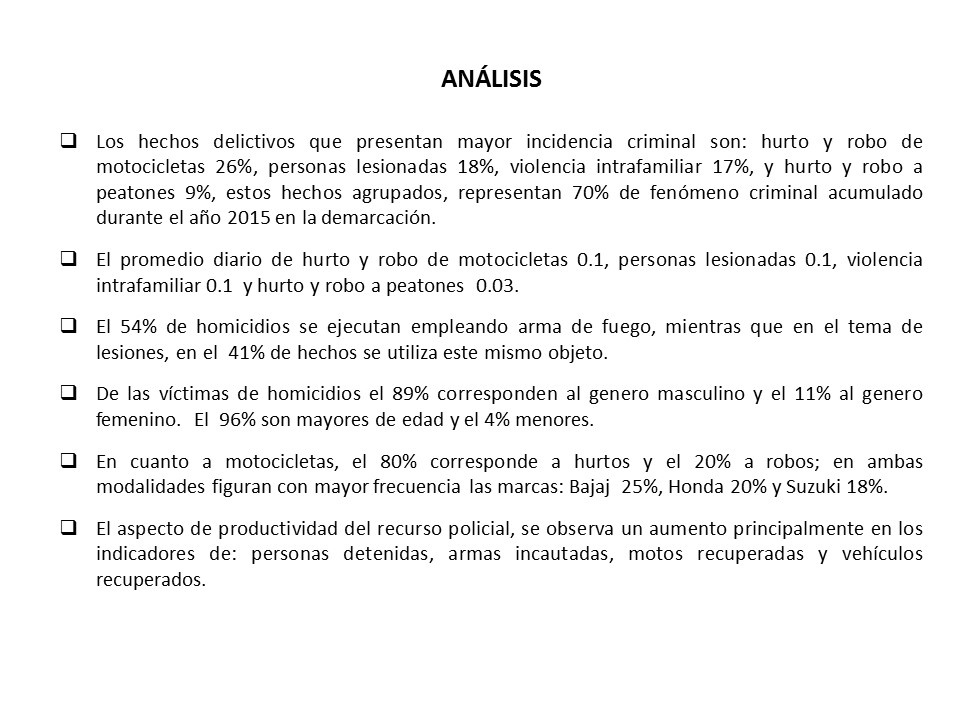 ANÁLISIS
Los hechos delictivos que presentan mayor incidencia criminal son: hurto y robo de
motocicletas 26%, personas lesionadas 18%, violencia intrafamiliar 17%, y hurto y robo a
peatones 9%, estos hechos agrupados, representan 70% de fenómeno criminal acumulado
durante el año 2015 en la demarcación.
El promedio diario de hurto y robo de motocicletas 0.1, personas lesionadas 0.1, violencia
intrafamiliar 0.1 y hurto y robo a peatones 0.03.
El 54% de homicidios se ejecutan empleando arma de fuego, mientras que en el tema de
lesiones, en el 41% de hechos se utiliza este mismo objeto.
De las víctimas de homicidios el 89% corresponden al genero masculino y el 11% al genero
femenino. El 96% son mayores de edad y el 4% menores.
En cuanto a motocicletas, el 80% corresponde a hurtos y el 20% a robos; en ambas
modalidades figuran con mayor frecuencia las marcas: Bajaj 25%, Honda 20% y Suzuki 18%.
El aspecto de productividad del recurso policial, se observa un aumento principalmente en los
indicadores de: personas detenidas, armas incautadas, motos recuperadas y vehículos
recuperados.